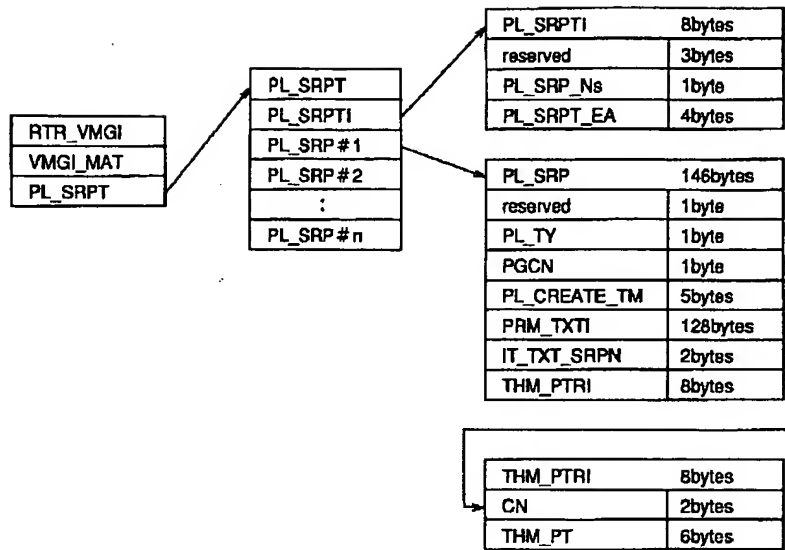 RTR_VMGI
VMGI_MAT
PL_SRPT
PL_SRPT
PL_SRPTI
PL_SRP#1
PL_SRP#2
:
PL_SRP#n
PL_SRPTI 8bytes
reserved 3bytes
PL_SRP_Ns 1byte
PL_SRPT_EA 4bytes
PL_SRP 146bytes
reserved 1byte
PL_TY 1byte
PGCN 1byte
PL_CREATE_TM 5bytes
PRM_TXTI 128bytes
IT_TXT_SRPN 2bytes
THM_PTRI 8bytes
THM_PTRI 8bytes
CN 2bytes
THM_PT 6bytes